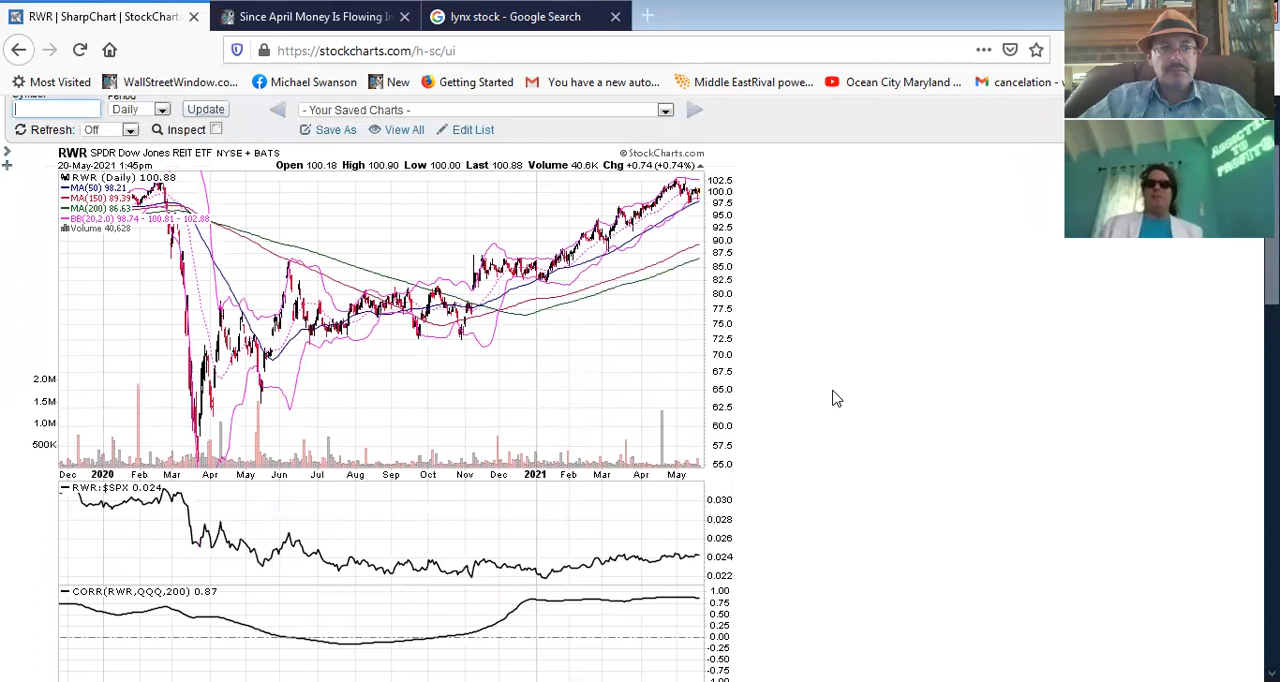 RWR | SharpChart | StockChart
Since April Money Is Flowing In
lynx stock - Google Search
https://stockcharts.com/h-sc/ui
Most Visited
WallStreetWindow.co...
Michael Swanson
New
Getting Started
You have a new auto...
Middle EastRival powe...
Ocean City Maryland ...
cancelation - g
Period
Daily
Update
- Your Saved Charts -
Refresh: Off
Inspect
Save As
View All
Edit List
RWR SPDR Dow Jones REIT ETF NYSE + BATS
© StockCharts.com
20-May-2021 1:45pm
Open 100.18 High 100.90 Low 100.00 Last 100.88 Volume 40.6K Chg +0.74 (+0.74%)
RWR (Daily) 100.88
MA(50) 98.21
MA(150) 89.39
MA(200) 86.63
BB(20,2.0) 98.74 - 100.81 - 102.88
Volume 40,628
102.5
100.0
97.5
95.0
92.5
90.0
87.5
85.0
82.5
80.0
77.5
75.0
72.5
70.0
67.5
65.0
62.5
60.0
57.5
55.0
2.0M
1.5M
1.0M
500K
Dec 2020 Feb Mar Apr May Jun Jul Aug Sep Oct Nov Dec 2021 Feb Mar Apr May
RWR:$SPX 0.024
0.030
0.028
0.026
0.024
0.022
CORR(RWR,QQQ,200) 0.87
1.00
0.75
0.50
0.25
0.00
-0.25
-0.50
-0.75
ADDICTED
TO
PROFITS